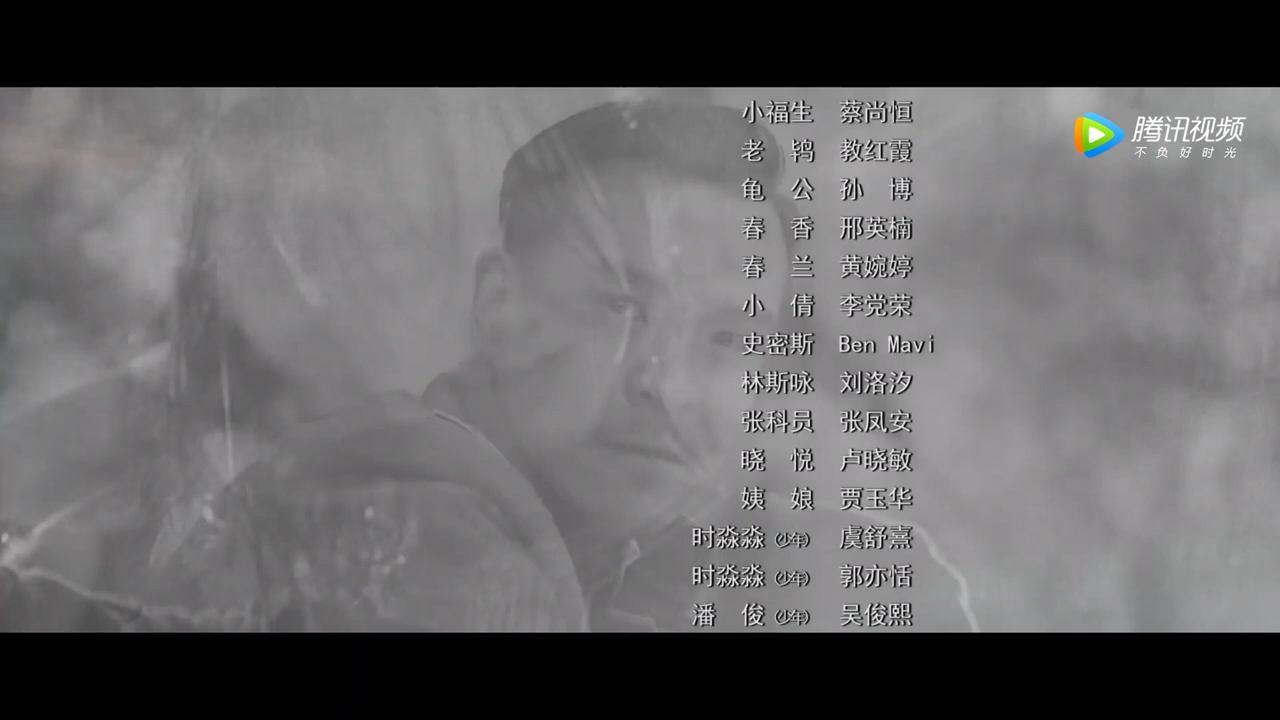 小福生 蔡尚恒
老 鸨 教红霞
龟 公 孙 博
春 香 邢英楠
春 兰 黄婉婷
小 倩 李党荣
史密斯 Ben Mavi
林斯咏 刘洛汐
张科员 张凤安
晓 悦 卢晓敏
姨 娘 贾玉华
时淼淼（少年） 虞舒熹
时淼淼（少年） 郭亦恬
潘 俊（少年） 吴俊熙
腾讯视频
不负好时光